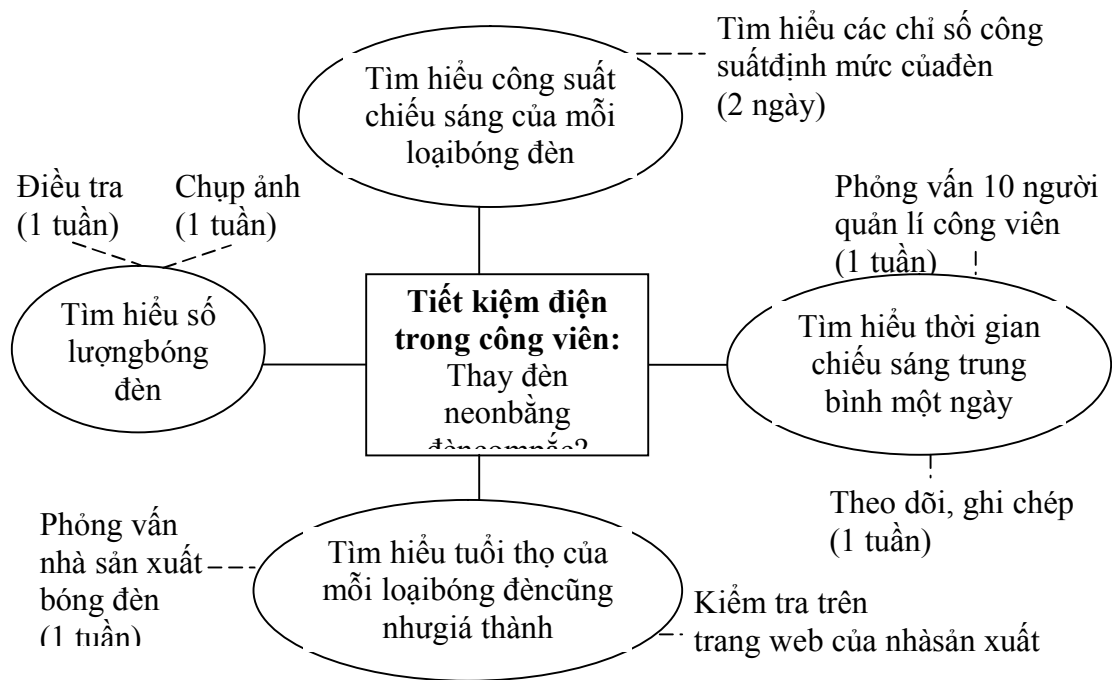 Tìm hiểu các chỉ số công
suấtđịnh mức củađèn
(2 ngày)
Tìm hiểu công suất
chiếu sáng của mỗi
loạibóng đèn
Điều tra
(1 tuần)
Chụp ảnh
(1 tuần)
Phỏng vấn 10 người
quản lí công viên
(1 tuần)
Tìm hiểu số
lượngbóng
đèn
Tiết kiệm điện
trong công viên:
Thay đèn
neonbằng
đèncompắc?
Tìm hiểu thời gian
chiếu sáng trung
bình một ngày
Theo dõi, ghi chép
(1 tuần)
Phỏng vấn
nhà sản xuất
bóng đèn
(1 tuần)
Tìm hiểu tuổi thọ của
mỗi loạibóng đèncũng
nhưgiá thành
Kiểm tra trên
trang web của nhàsản xuất